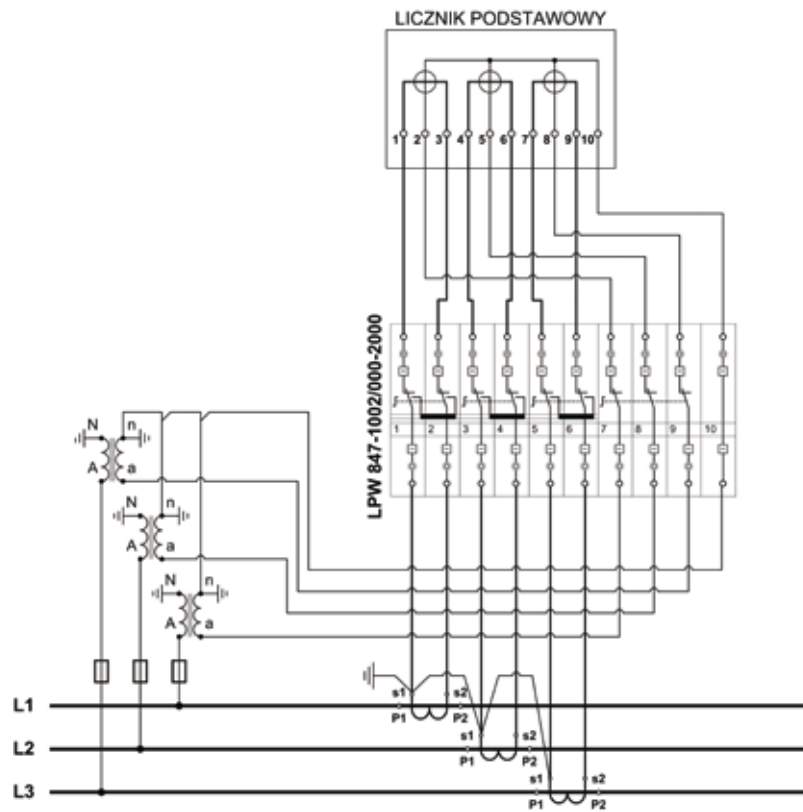 LICZNIK PODSTAWOWY
1 2 3 4 5 6 7 8 9 10
LPW 847-1002/000-2000
1 2 3 4 5 6 7 8 9 10
N n
A a
N n
A a
N n
A a
s1 s2
L1
P1 P2
s1 s2
L2
P1 P2
s1 s2
L3
P1 P2